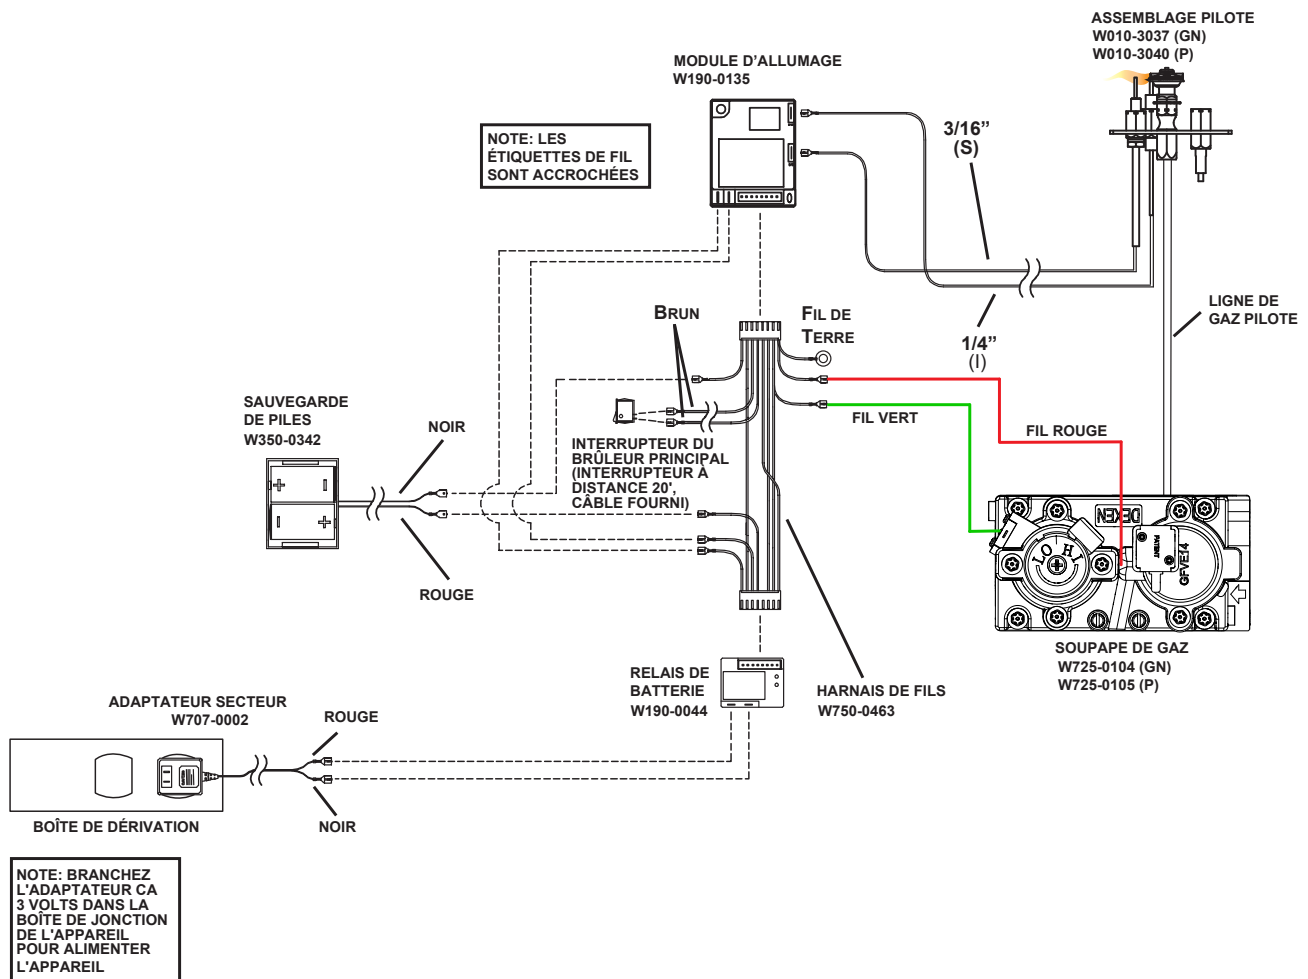 ASSEMBLAGE PILOTE
W010-3037 (GN)
W010-3040 (P)
MODULE D'ALLUMAGE
W190-0135
NOTE: LES
ÉTIQUETTES DE FIL
SONT ACCROCHÉES
3/16”
(S)
1/4”
(I)
LIGNE DE
GAZ PILOTE
BRUN
FIL DE
TERRE
FIL VERT
FIL ROUGE
SAUVEGARDE
DE PILES
W350-0342
NOIR
ROUGE
+ -
- +
INTERRUPTEUR DU
BRÛLEUR PRINCIPAL
(INTERRUPTEUR À
DISTANCE 20',
CÂBLE FOURNI)
DEXEN
LO HI
PATENT
GFVE14
SOUPAPE DE GAZ
W725-0104 (GN)
W725-0105 (P)
RELAIS DE
BATTERIE
W190-0044
HARNAIS DE FILS
W750-0463
ADAPTATEUR SECTEUR
W707-0002
ROUGE
NOIR
BOÎTE DE DÉRIVATION
NOTE: BRANCHEZ
L'ADAPTATEUR CA
3 VOLTS DANS LA
BOÎTE DE JONCTION
DE L'APPAREIL
POUR ALIMENTER
L'APPAREIL